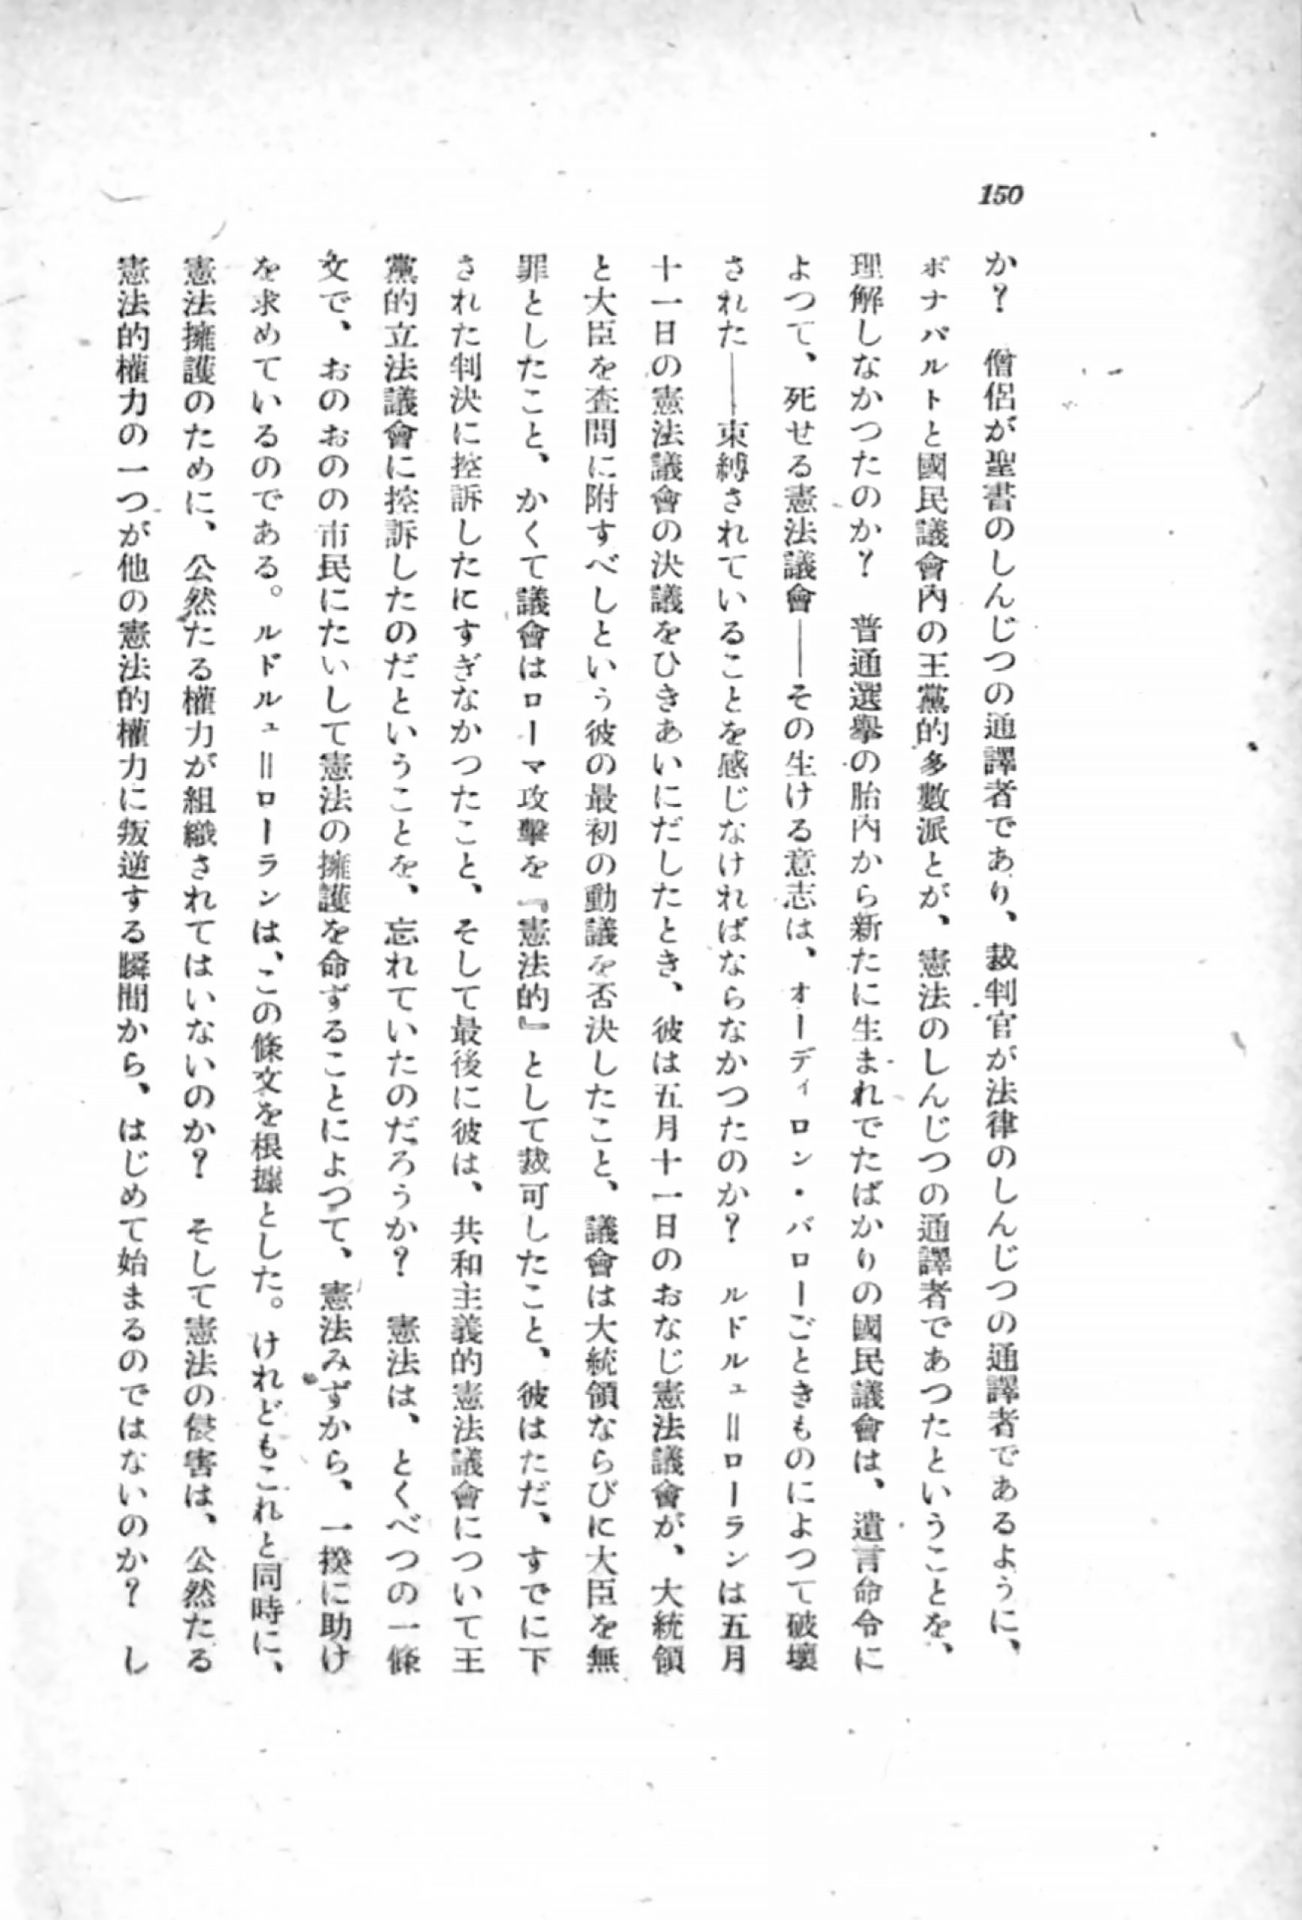 150
か？　僧侶が聖書のしんじつの通譯者であり、裁判官が法律のしんじつの通譯者であるように、
ボナパルトと國民議會內の王黨的多數派とが、憲法のしんじつの通譯者であつたということを、
理解しなかつたのか？　普通選擧の胎內から新たに生まれでたばかりの國民議會は、遺言命令に
よつて、死せる憲法議會――その生ける意志は、オーディロン・バローごときものによつて破壞
された――束縛されていることを感じなければならなかつたのか？　ルドルュ＝ローランは五月
十一日の憲法議會の決議をひきあいにだしたとき、彼は五月十一日のおなじ憲法議會が、大統領
と大臣を査問に附すべしという彼の最初の動議を否決したこと、議會は大統領ならびに大臣を無
罪としたこと、かくて議會はローマ攻擊を『憲法的』として裁可したこと、彼はただ、すでに下
された判決に控訴したにすぎなかつたこと、そして最後に彼は、共和主義的憲法議會について王
黨的立法議會に控訴したのだということを、忘れていたのだろうか？　憲法は、とくべつの一條
文で、おのおのの市民にたいして憲法の擁護を命ずることによつて、憲法みずから、一揆に助け
を求めているのである。ルドルュ＝ローランは、この條文を根據とした。けれどもこれと同時に、
憲法擁護のために、公然たる權力が組織されてはいないのか？　そして憲法の侵害は、公然たる
憲法的權力の一つが他の憲法的權力に叛逆する瞬間から、はじめて始まるのではないのか？　し